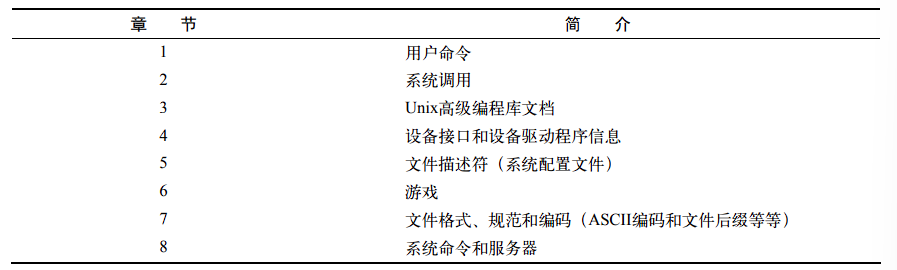 章 节 简 介
1 用户命令
2 系统调用
3 Unix高级编程库文档
4 设备接口和设备驱动程序信息
5 文件描述符（系统配置文件）
6 游戏
7 文件格式、规范和编码（ASCII编码和文件后缀等等）
8 系统命令和服务器